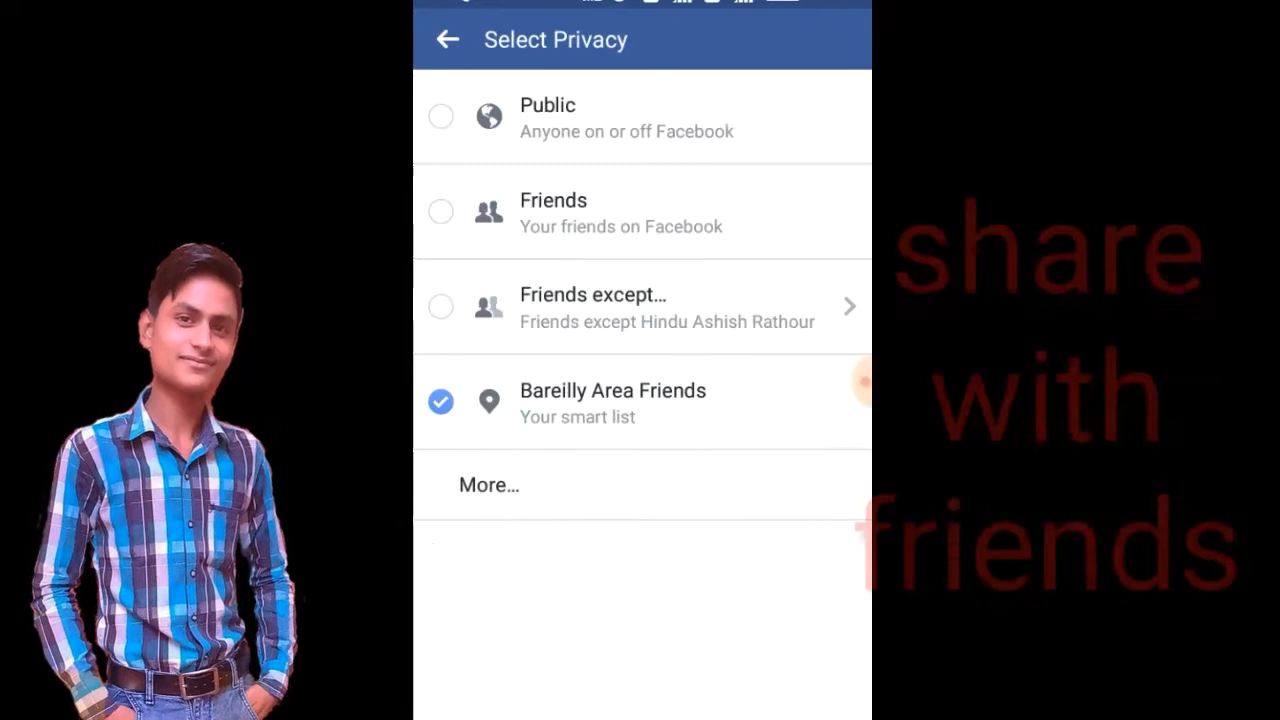 Select Privacy
Public
Anyone on or off Facebook
Friends
Your friends on Facebook
Friends except...
Friends except Hindu Ashish Rathour
Bareilly Area Friends
Your smart list
More...
share
with
friends